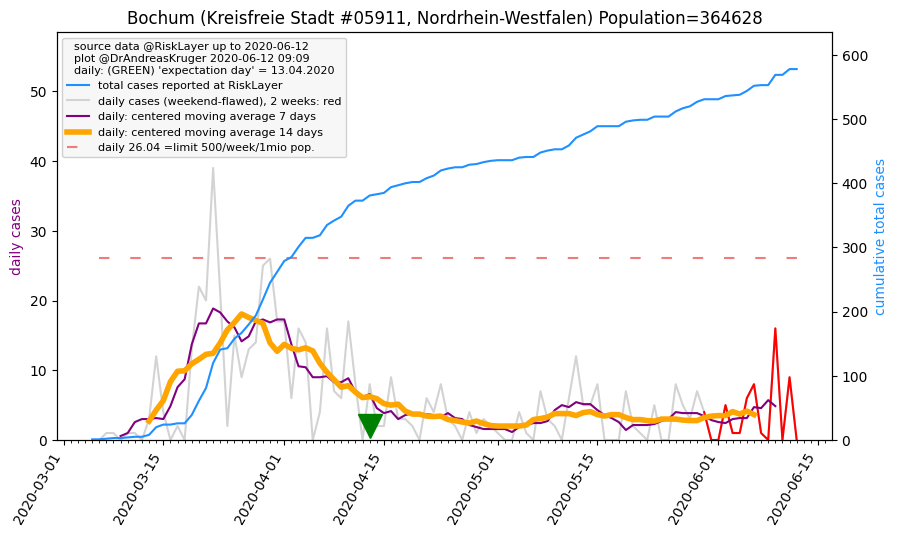 Bochum (Kreisfreie Stadt #05911, Nordrhein-Westfalen) Population=364628
source data @RiskLayer up to 2020-06-12
plot @DrAndreasKruger 2020-06-12 09:09
daily: (GREEN) 'expectation day' = 13.04.2020
total cases reported at RiskLayer
daily cases (weekend-flawed), 2 weeks: red
daily: centered moving average 7 days
daily: centered moving average 14 days
daily 26.04 =limit 500/week/1mio pop.
daily cases
50
40
30
20
10
0
600
500
400
300
200
100
0
cumulative total cases
2020-03-01
2020-03-15
2020-04-01
2020-04-15
2020-05-01
2020-05-15
2020-06-01
2020-06-15